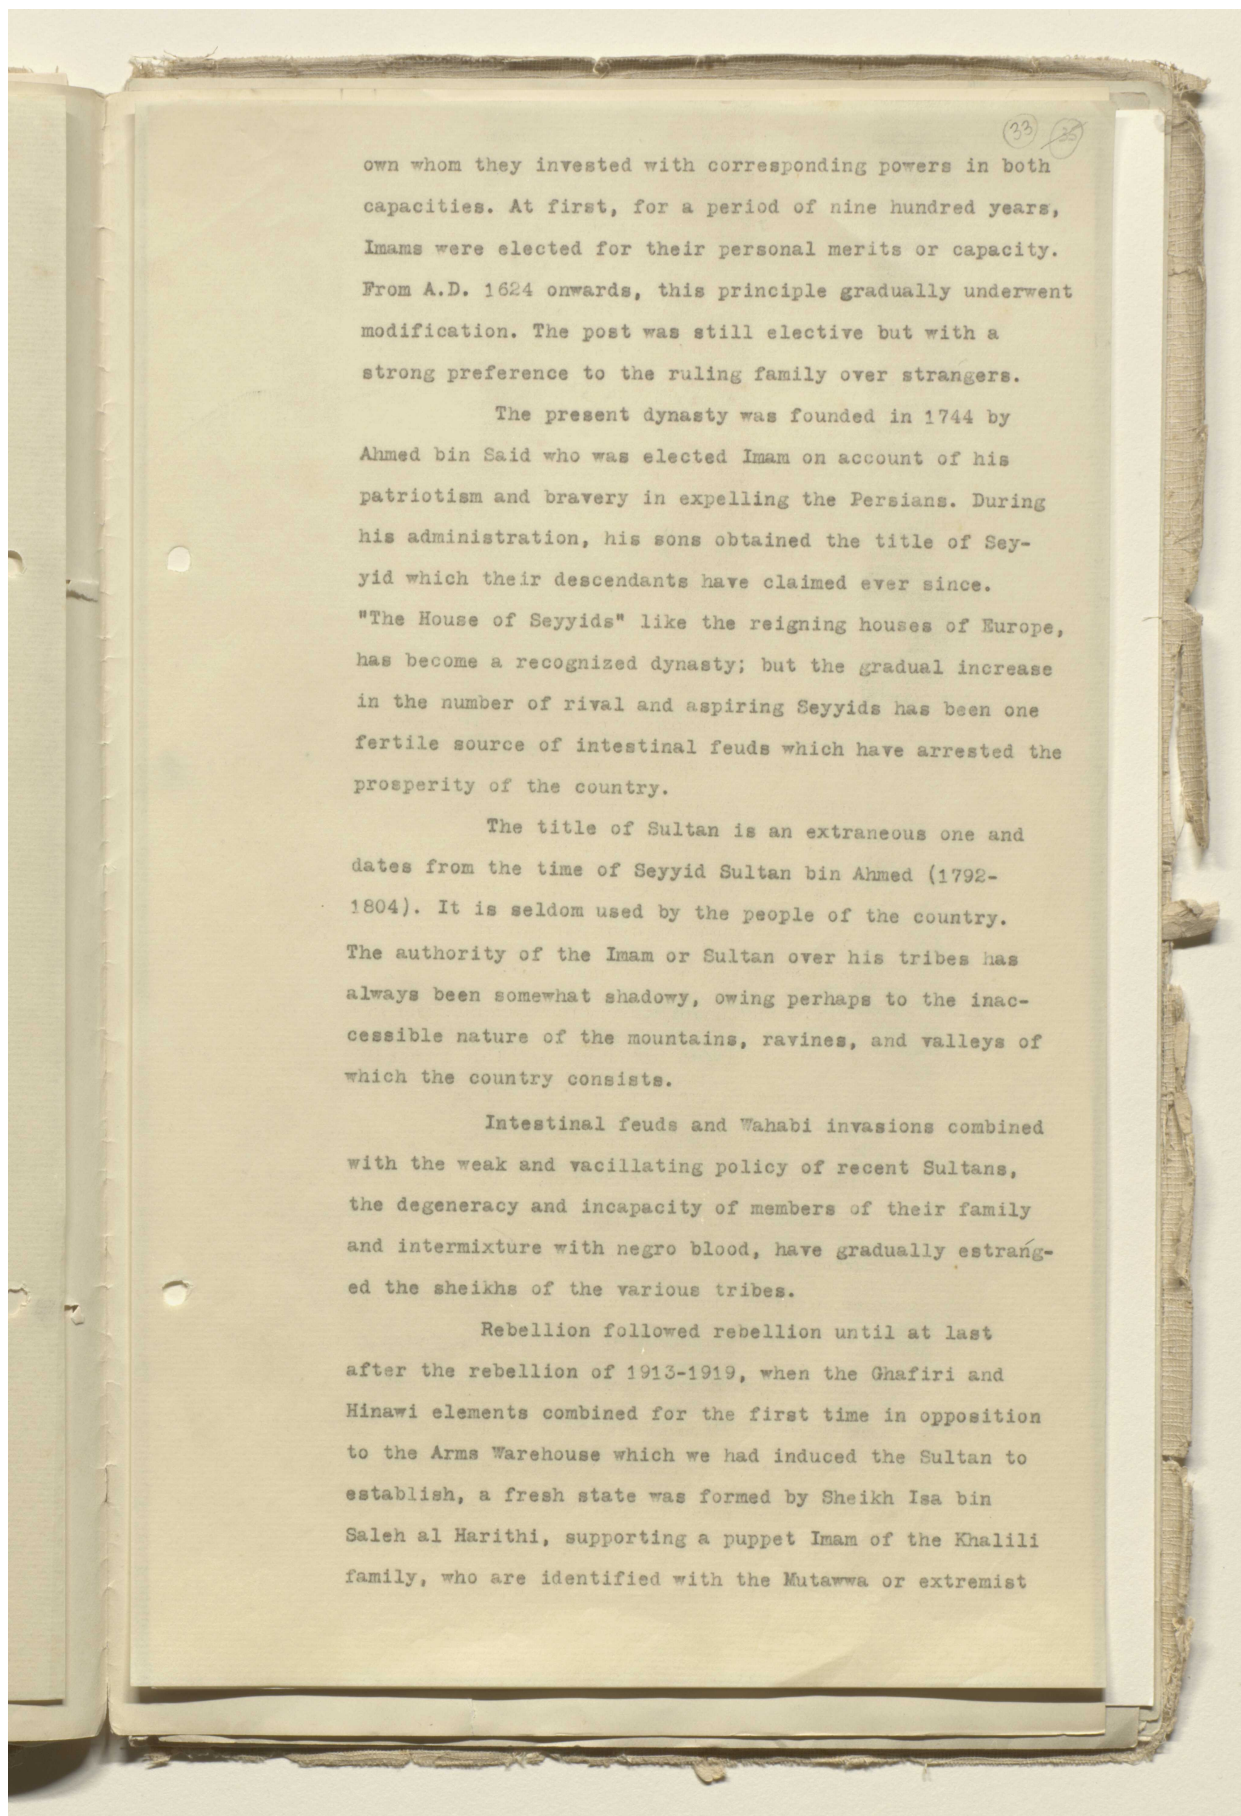 33 35
own whom they invested with corresponding powers in both
capacities. At first, for a period of nine hundred years,
Imams were elected for their personal merits or capacity.
From A.D. 1624 onwards, this principle gradually underwent
modification. The post was still elective but with a
strong preference to the ruling family over strangers.
The present dynasty was founded in 1744 by
Ahmed bin Said who was elected Imam on account of his
patriotism and bravery in expelling the Persians. During
his administration, his sons obtained the title of Sey-
yid which their descendants have claimed ever since.
"The House of Seyyids" like the reigning houses of Europe,
has become a recognized dynasty; but the gradual increase
in the number of rival and aspiring Seyyids has been one
fertile source of intestinal feuds which have arrested the
prosperity of the country.
The title of Sultan is an extraneous one and
dates from the time of Seyyid Sultan bin Ahmed (1792-
1804). It is seldom used by the people of the country.
The authority of the Imam or Sultan over his tribes has
always been somewhat shadowy, owing perhaps to the inac-
cessible nature of the mountains, ravines, and valleys of
which the country consists.
Intestinal feuds and Wahabi invasions combined
with the weak and vacillating policy of recent Sultans,
the degeneracy and incapacity of members of their family
and intermixture with negro blood, have gradually estrang-
ed the sheikhs of the various tribes.
Rebellion followed rebellion until at last
after the rebellion of 1913-1919, when the Ghafiri and
Hinawi elements combined for the first time in opposition
to the Arms Warehouse which we had induced the Sultan to
establish, a fresh state was formed by Sheikh Isa bin
Saleh al Harithi, supporting a puppet Imam of the Khalili
family, who are identified with the Mutawwa or extremist